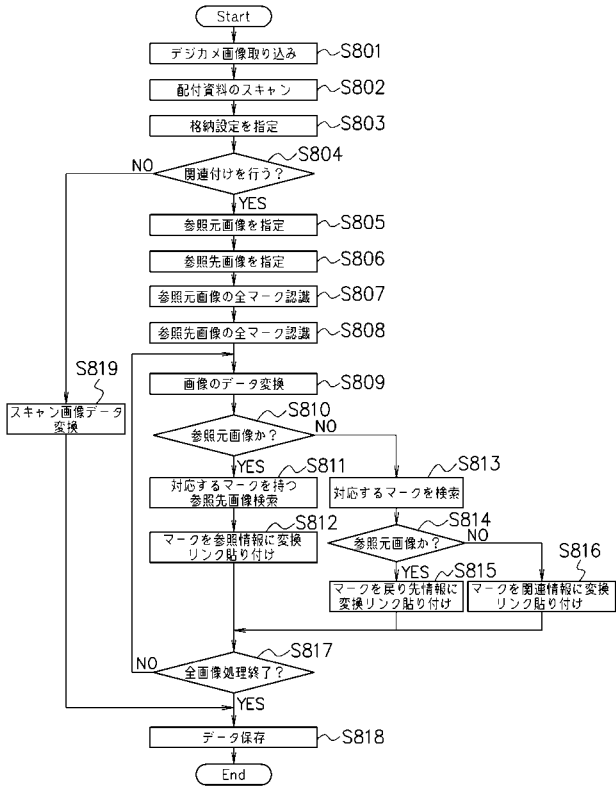 Start
デジカメ画像取り込み
S801
配付資料のスキャン
S802
格納設定を指定
S803
S804
関連付けを行う？
NO
YES
参照元画像を指定
S805
参照先画像を指定
S806
参照元画像の全マーク認識
S807
参照先画像の全マーク認識
S808
S819
スキャン画像データ
変換
画像のデータ変換
S809
S810
参照元画像か？
NO
YES
S811
対応するマークを持つ
参照先画像検索
S812
マークを参照情報に変換
リンク貼り付け
S813
対応するマークを検索
S814
参照元画像か？
NO
YES
S815
マークを戻り先情報に
変換リンク貼り付け
S816
マークを関連情報に変換
リンク貼り付け
S817
NO
全画像処理終了？
YES
データ保存
S818
End